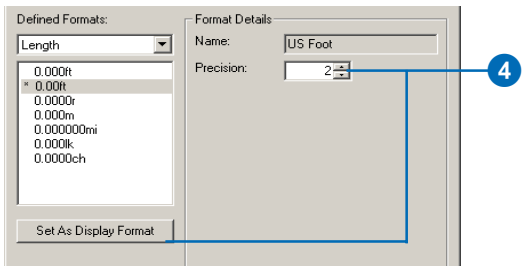 Defined Formats:
Format Details
Length
Name:
US Foot
Precision:
2
4
0.000ft
* 0.00ft
0.0000r
0.000m
0.000000mi
0.000lk
0.0000ch
Set As Display Format